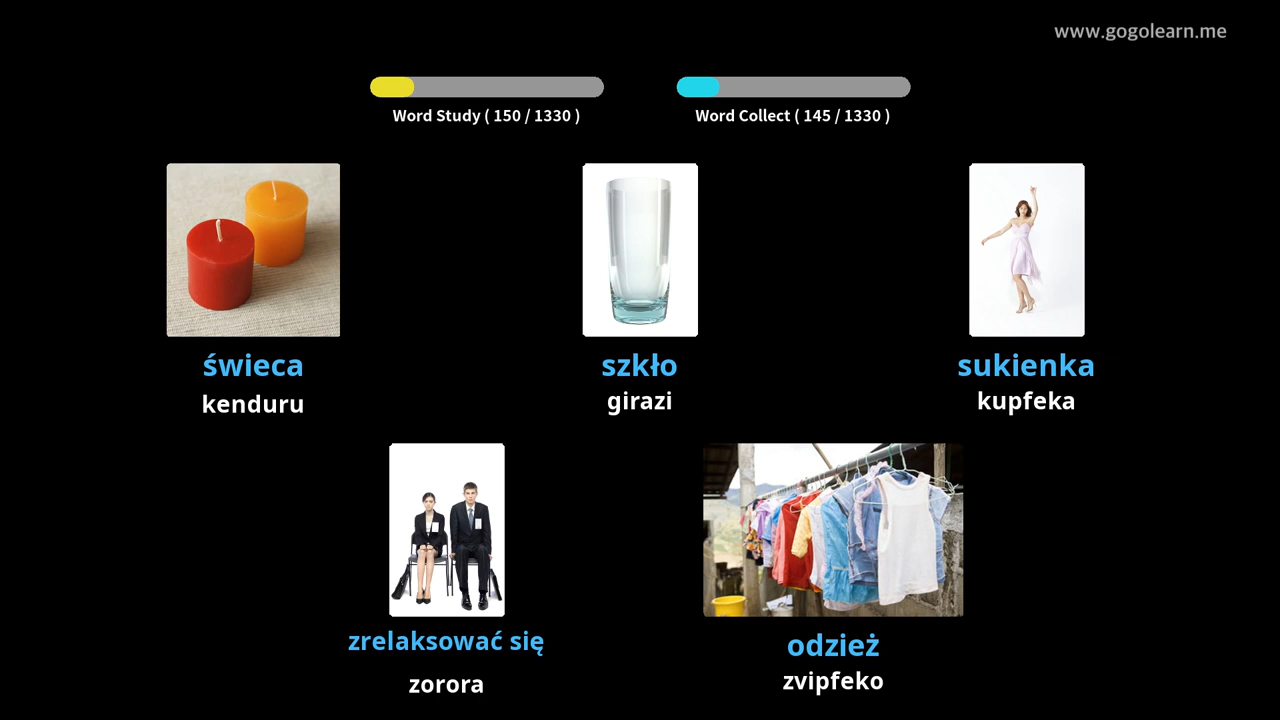 www.gogolearn.me
Word Study ( 150 / 1330 )
Word Collect ( 145 / 1330 )
świeca
kenduru
szkło
girazi
sukienka
kupfeka
zrelaksować się
zorora
odzież
zvipfeko